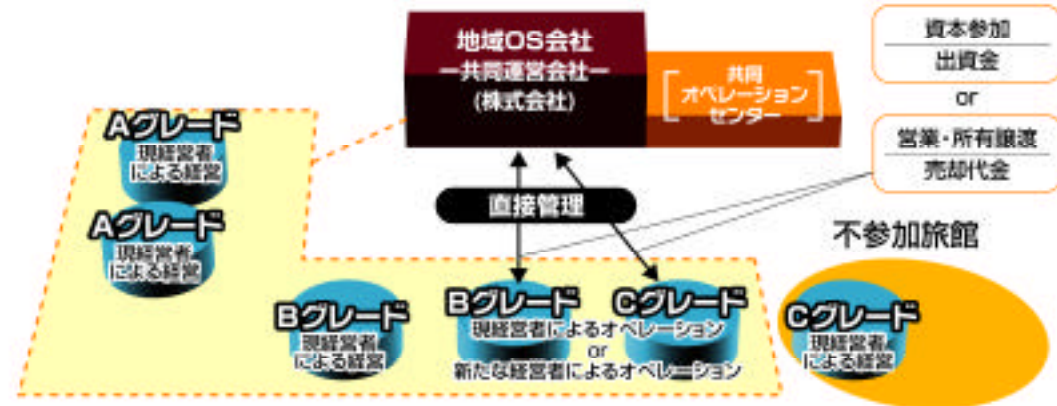 地域OS会社
ー共同運営会社ー
(株式会社)
共同
オペレーション
センター
資本参加
出資金
or
営業・所有譲渡
売却代金
Aグレード
現経営者
による経営
Aグレード
現経営者
による経営
直接管理
不参加旅館
Bグレード
現経営者
による経営
Bグレード
Cグレード
現経営者によるオペレーション
or
新たな経営者によるオペレーション
Cグレード
現経営者
による経営